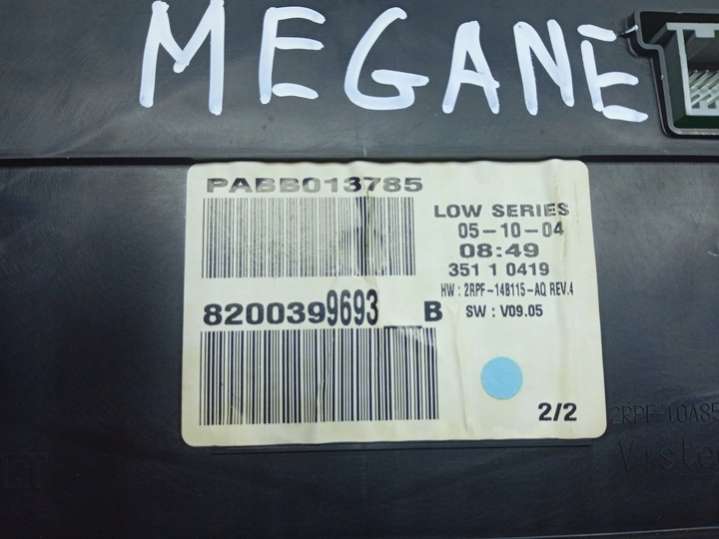 MEGANE
PABB013785
LOW SERIES
05-10-04
08:49
351 1 0419
HW : 2RPF-14B115-AQ REV.4
8200399693__B
SW : V09.05
2/2